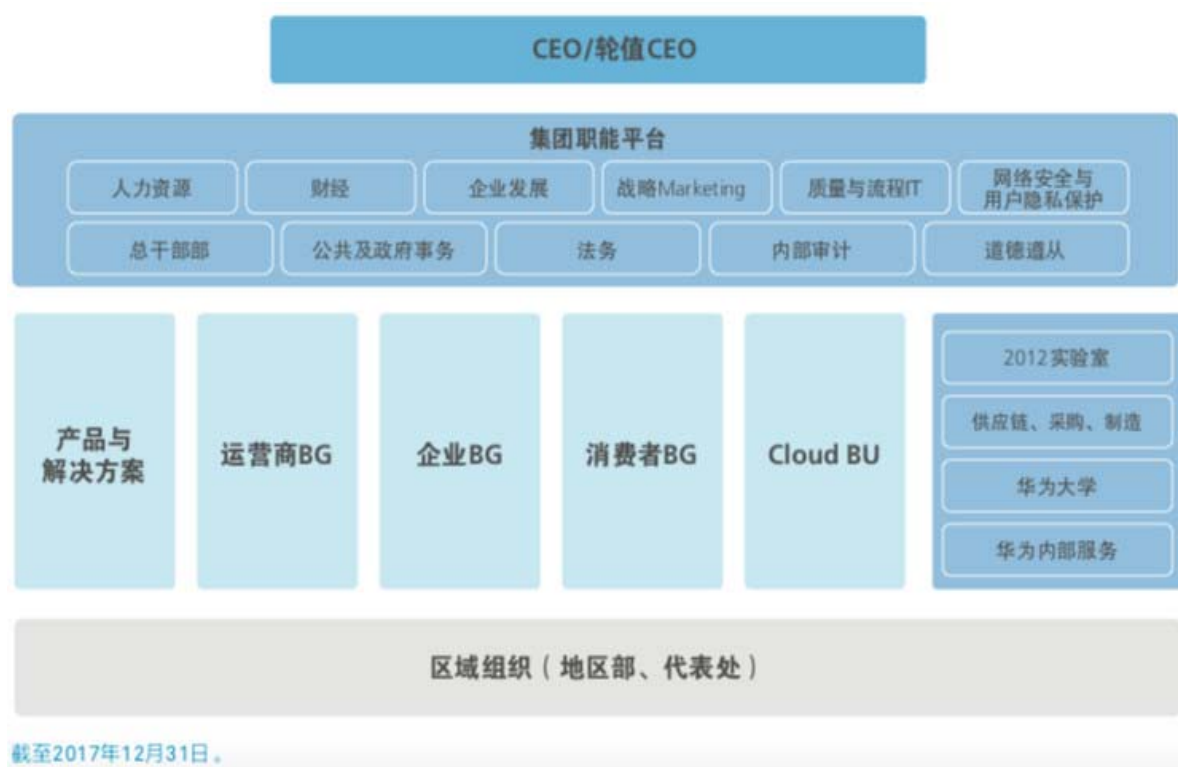 CEO/轮值CEO
集团职能平台
人力资源
财经
企业发展
战略Marketing
质量与流程IT
网络安全与
用户隐私保护
总干部部
公共及政府事务
法务
内部审计
道德遵从
产品与
解决方案
运营商BG
企业BG
消费者BG
Cloud BU
2012实验室
供应链、采购、制造
华为大学
华为内部服务
区域组织（地区部、代表处）
截至2017年12月31日。